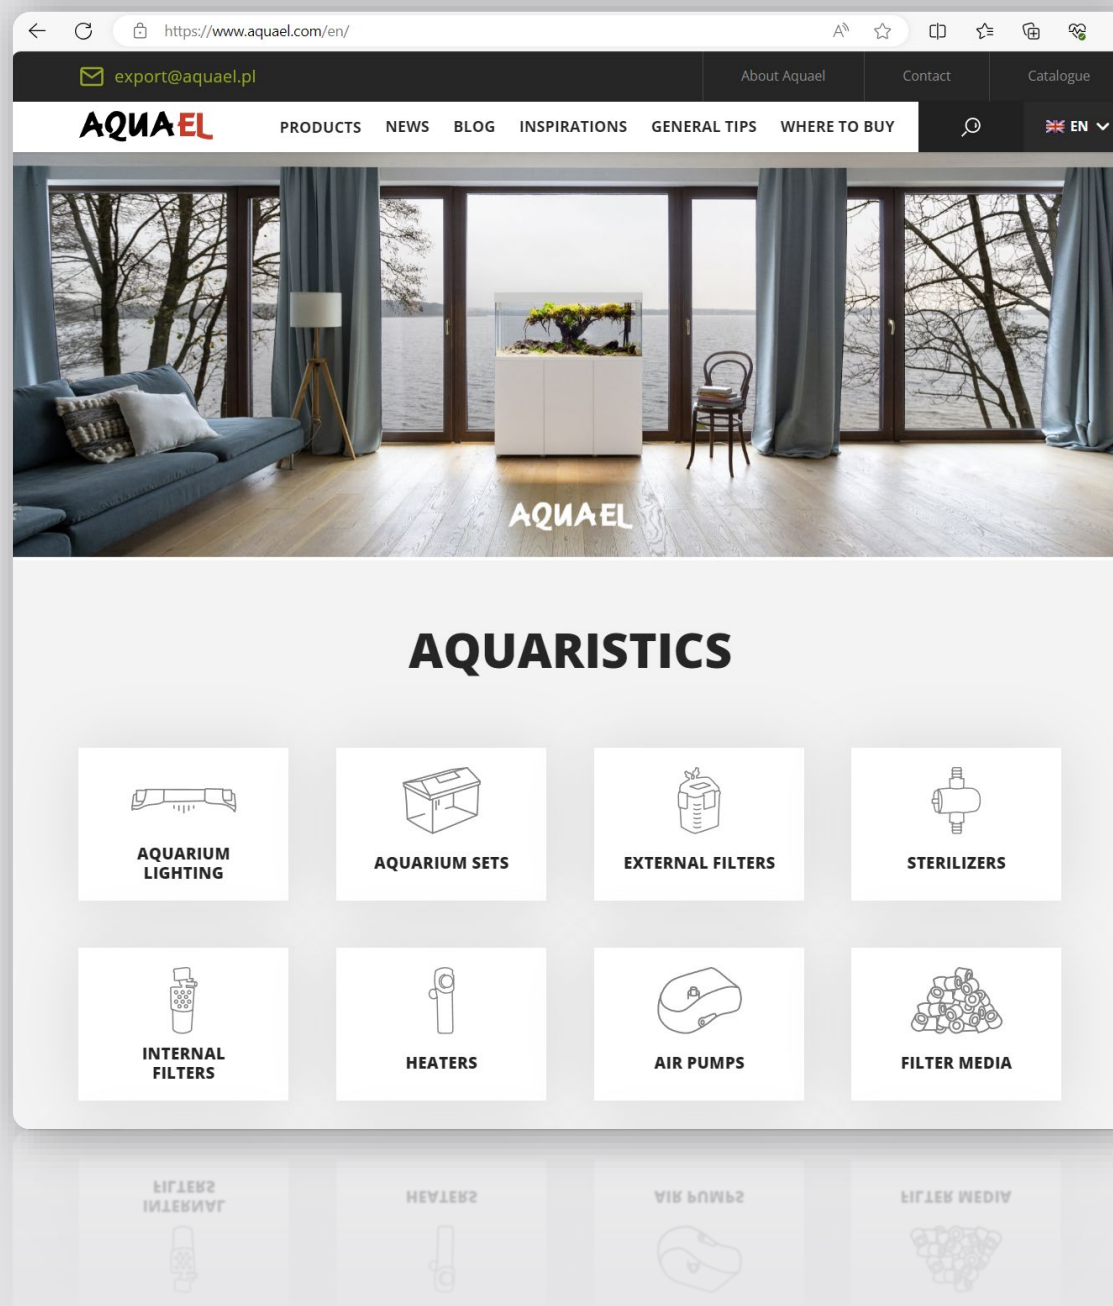 https://www.aquael.com/en/
export@aquael.pl
About Aquael
Contact
Catalogue
AQUAEL
PRODUCTS
NEWS
BLOG
INSPIRATIONS
GENERAL TIPS
WHERE TO BUY
EN
AQUAEL
AQUARISTICS
AQUARIUM
LIGHTING
AQUARIUM SETS
EXTERNAL FILTERS
STERILIZERS
INTERNAL
FILTERS
HEATERS
AIR PUMPS
FILTER MEDIA